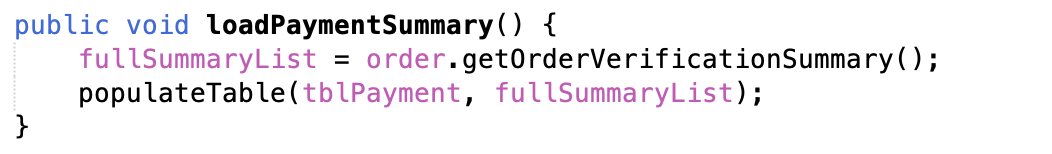 public void loadPaymentSummary() {
    fullSummaryList = order.getOrderVerificationSummary();
    populateTable(tblPayment, fullSummaryList);
}